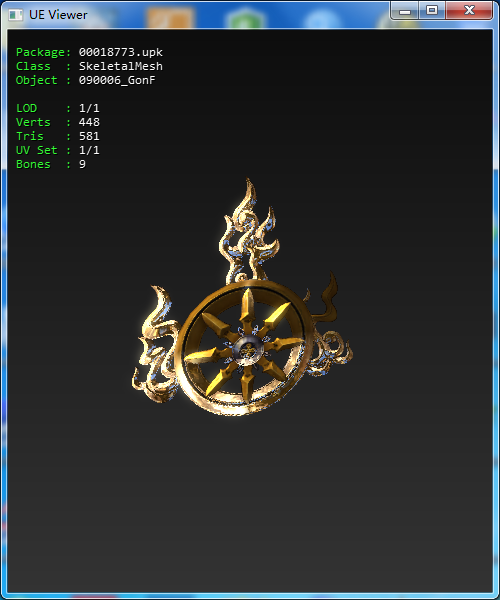 UE Viewer
Package: 00018773.upk
Class  : SkeletalMesh
Object : 090006_GonF
LOD    : 1/1
Verts  : 448
Tris   : 581
UV Set : 1/1
Bones  : 9